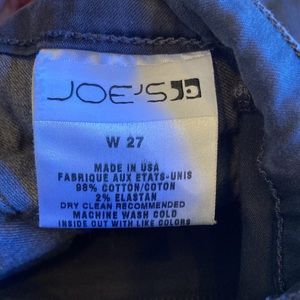 JOE'S
W 27
MADE IN USA
FABRIQUE AUX ETATS-UNIS
98% COTTON/COTON
2% ELASTAN
DRY CLEAN RECOMMENDED
MACHINE WASH COLD
INSIDE OUT WITH LIKE COLORS